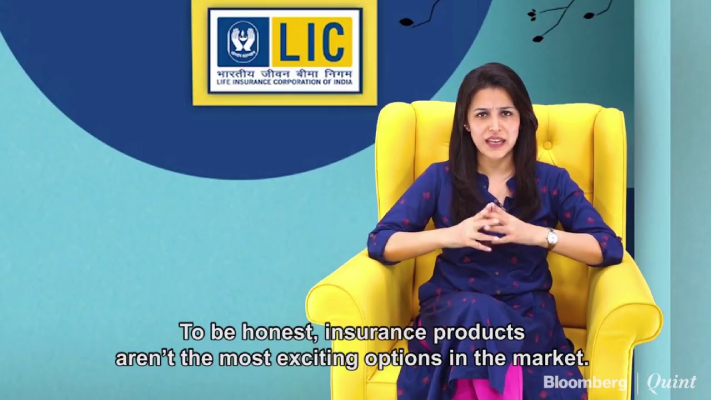 LIC
भारतीय जीवन बीमा निगम
LIFE INSURANCE CORPORATION OF INDIA
To be honest, insurance products
aren't the most exciting options in the market.
Bloomberg | Quint